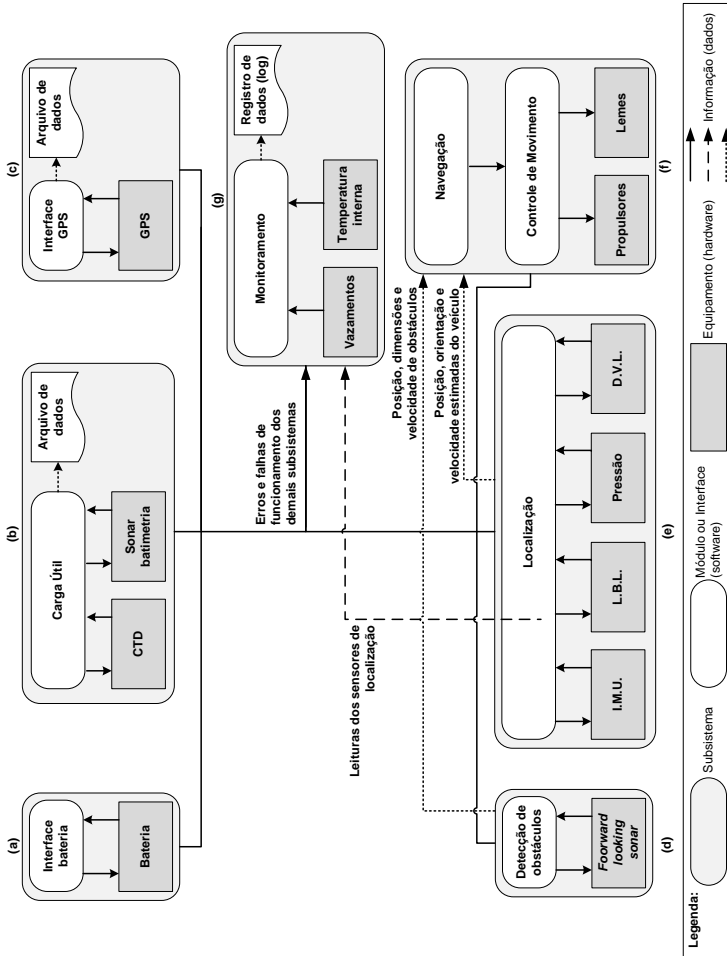 (a)
Interface
bateria
Bateria
(b)
Carga Útil
Arquivo de
dados
CTD
Sonar
batimetria
(c)
Interface
GPS
Arquivo de
dados
GPS
Erros e falhas de
funcionamento dos
demais subsistemas
Leituras dos sensores de
localização
(g)
Monitoramento
Registro de
dados (log)
Vazamentos
Temperatura
interna
Posição, dimensões e
velocidade de obstáculos
Posição, orientação e
velocidade estimadas do veículo
Detecção de
obstáculos
Foorward
looking
sonar
(d)
Localização
I.M.U.
L.B.L.
Pressão
D.V.L.
(e)
Navegação
Controle de Movimento
Propulsores
Lemes
(f)
Legenda:
Subsistema
Módulo ou Interface
(software)
Equipamento (hardware)
Informação (dados)